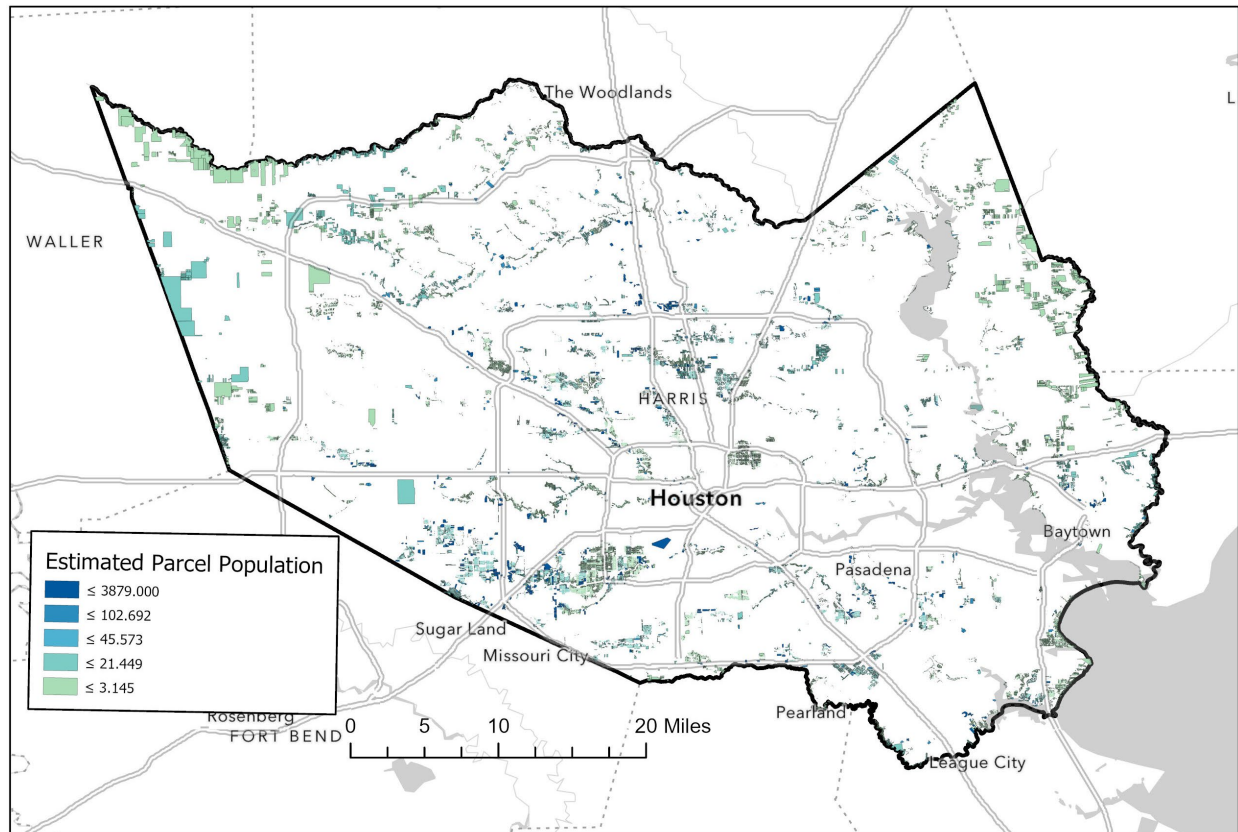 The Woodlands
L
WALLER
HARRIS
Houston
Baytown
Pasadena
Estimated Parcel Population
≤ 3879.000
≤ 102.692
≤ 45.573
≤ 21.449
≤ 3.145
Sugar Land
Missouri City
Rosenberg
FORT BEND
Pearland
League City
0 5 10 20 Miles